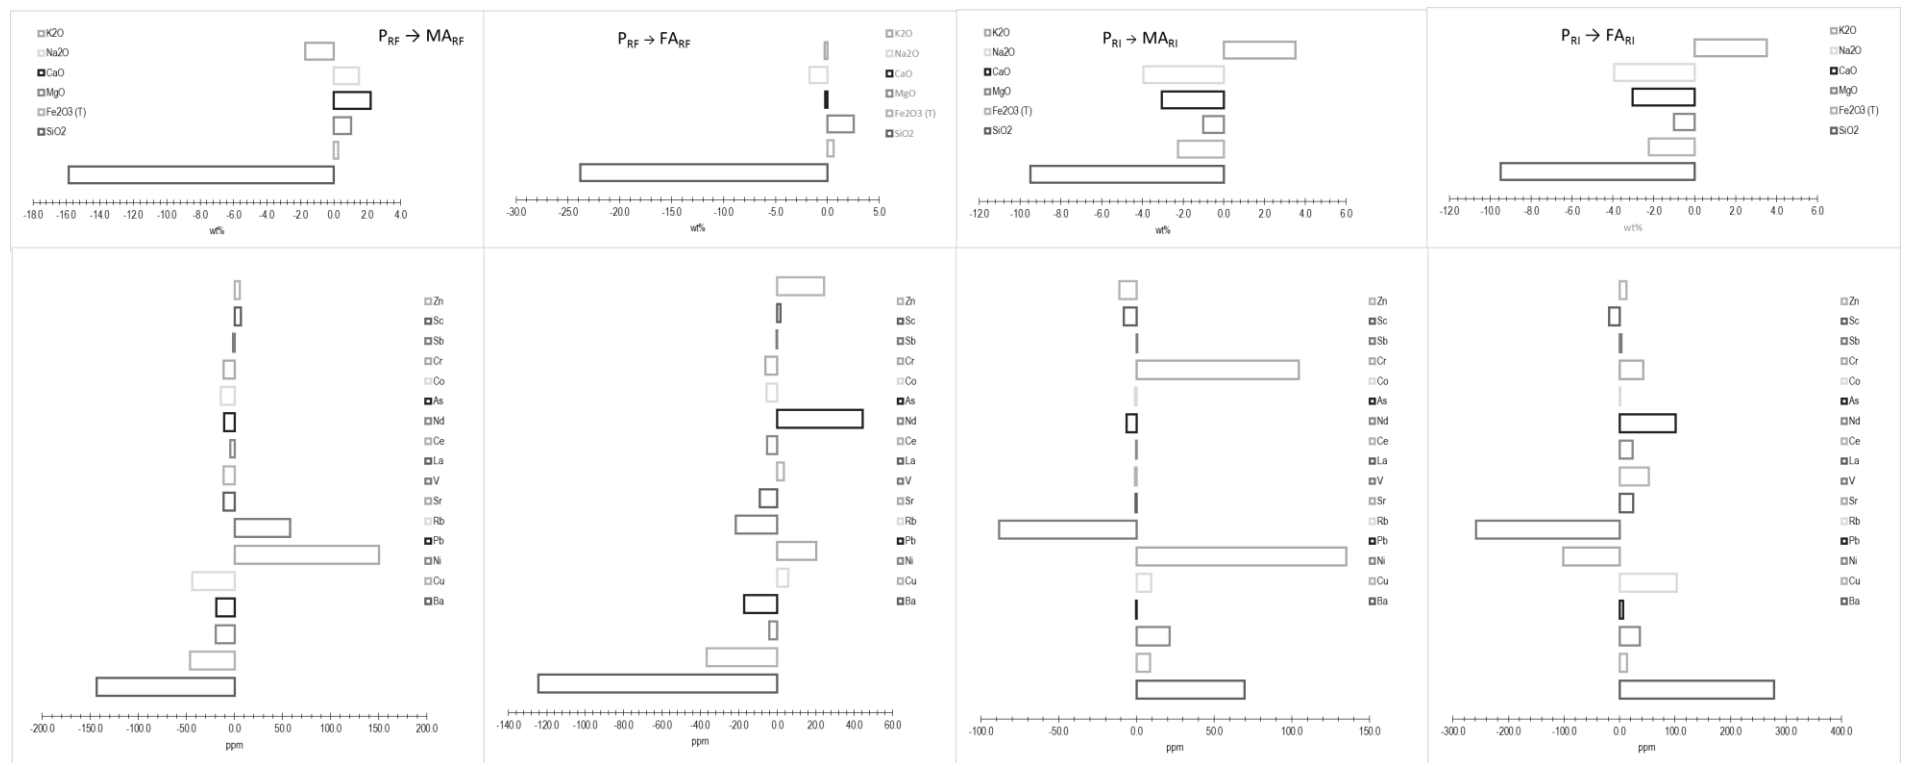 P_RF → MA_RF
K2O
Na2O
CaO
MgO
Fe2O3 (T)
SiO2
-18.0 -16.0 -14.0 -12.0 -10.0 -8.0 -6.0 -4.0 -2.0 0.0 2.0 4.0
wt%
P_RF → FA_RF
K2O
Na2O
CaO
MgO
Fe2O3 (T)
SiO2
-30.0 -25.0 -20.0 -15.0 -10.0 -5.0 0.0 5.0
wt%
P_RI → MA_RI
K2O
Na2O
CaO
MgO
Fe2O3 (T)
SiO2
-12.0 -10.0 -8.0 -6.0 -4.0 -2.0 0.0 2.0 4.0 6.0
wt%
P_RI → FA_RI
K2O
Na2O
CaO
MgO
Fe2O3 (T)
SiO2
-12.0 -10.0 -8.0 -6.0 -4.0 -2.0 0.0 2.0 4.0 6.0
wt%
Zn
Sc
Sb
Cr
Co
As
Nd
Ce
La
V
Sr
Rb
Pb
Ni
Cu
Ba
-200.0 -150.0 -100.0 -50.0 0.0 50.0 100.0 150.0 200.0
ppm
Zn
Sc
Sb
Cr
Co
As
Nd
Ce
La
V
Sr
Rb
Pb
Ni
Cu
Ba
-140.0 -120.0 -100.0 -80.0 -60.0 -40.0 -20.0 0.0 20.0 40.0 60.0
ppm
Zn
Sc
Sb
Cr
Co
As
Nd
Ce
La
V
Sr
Rb
Pb
Ni
Cu
Ba
-100.0 -50.0 0.0 50.0 100.0 150.0
ppm
Zn
Sc
Sb
Cr
Co
As
Nd
Ce
La
V
Sr
Rb
Pb
Ni
Cu
Ba
-300.0 -200.0 -100.0 0.0 100.0 200.0 300.0 400.0
ppm